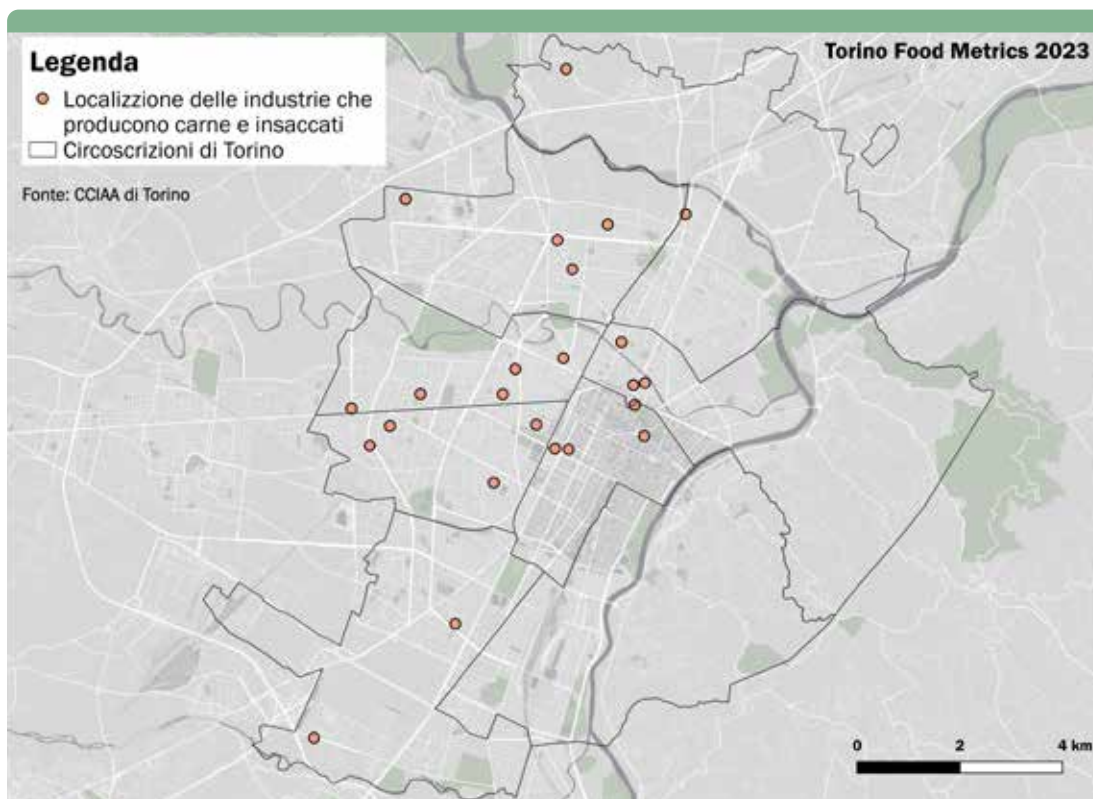 Torino Food Metrics 2023
Legenda
Localizzione delle industrie che
producono carne e insaccati
Circoscrizioni di Torino
Fonte: CCIAA di Torino
0 2 4 km